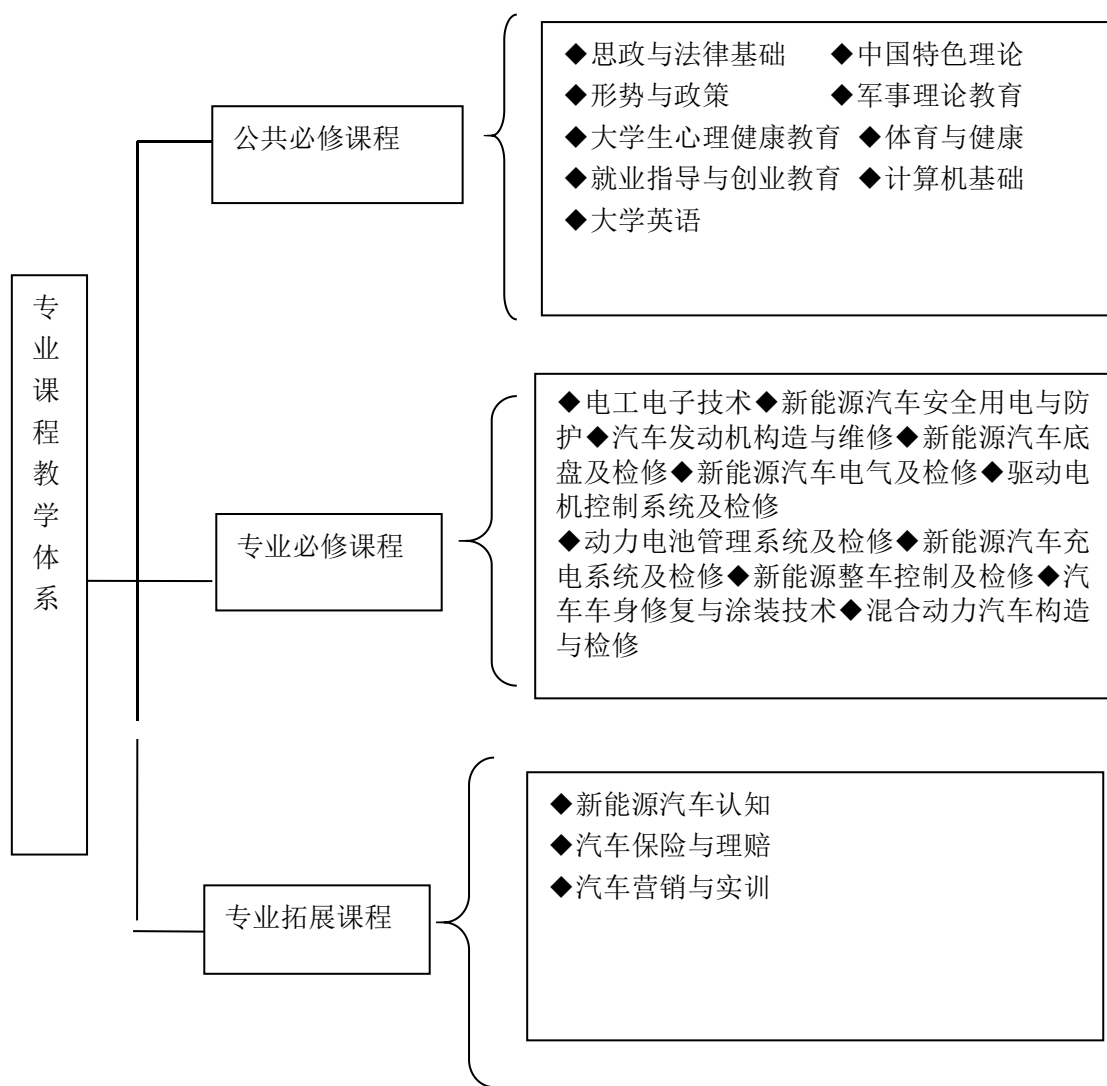 专业课程教学体系
公共必修课程
◆思政与法律基础 ◆中国特色理论
◆形势与政策 ◆军事理论教育
◆大学生心理健康教育 ◆体育与健康
◆就业指导与创业教育 ◆计算机基础
◆大学英语
专业必修课程
◆电工电子技术◆新能源汽车安全用电与防
护◆汽车发动机构造与维修◆新能源汽车底
盘及检修◆新能源汽车电气及检修◆驱动电
机控制系统及检修
◆动力电池管理系统及检修◆新能源汽车充
电系统及检修◆新能源整车控制及检修◆汽
车车身修复与涂装技术◆混合动力汽车构造
与检修
专业拓展课程
◆新能源汽车认知
◆汽车保险与理赔
◆汽车营销与实训